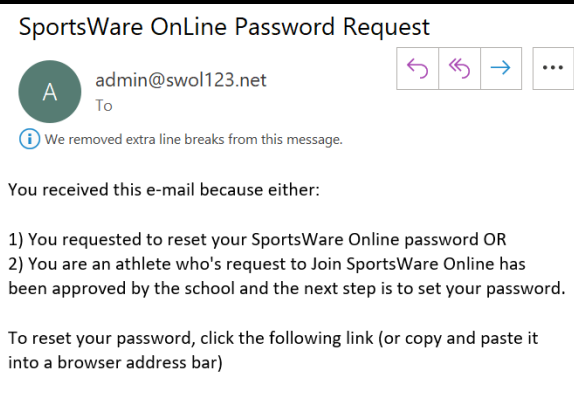 SportsWare OnLine Password Request
A
admin@swol123.net
To
We removed extra line breaks from this message.
You received this e-mail because either:
1) You requested to reset your SportsWare Online password OR
2) You are an athlete who's request to Join SportsWare Online has
been approved by the school and the next step is to set your password.
To reset your password, click the following link (or copy and paste it
into a browser address bar)